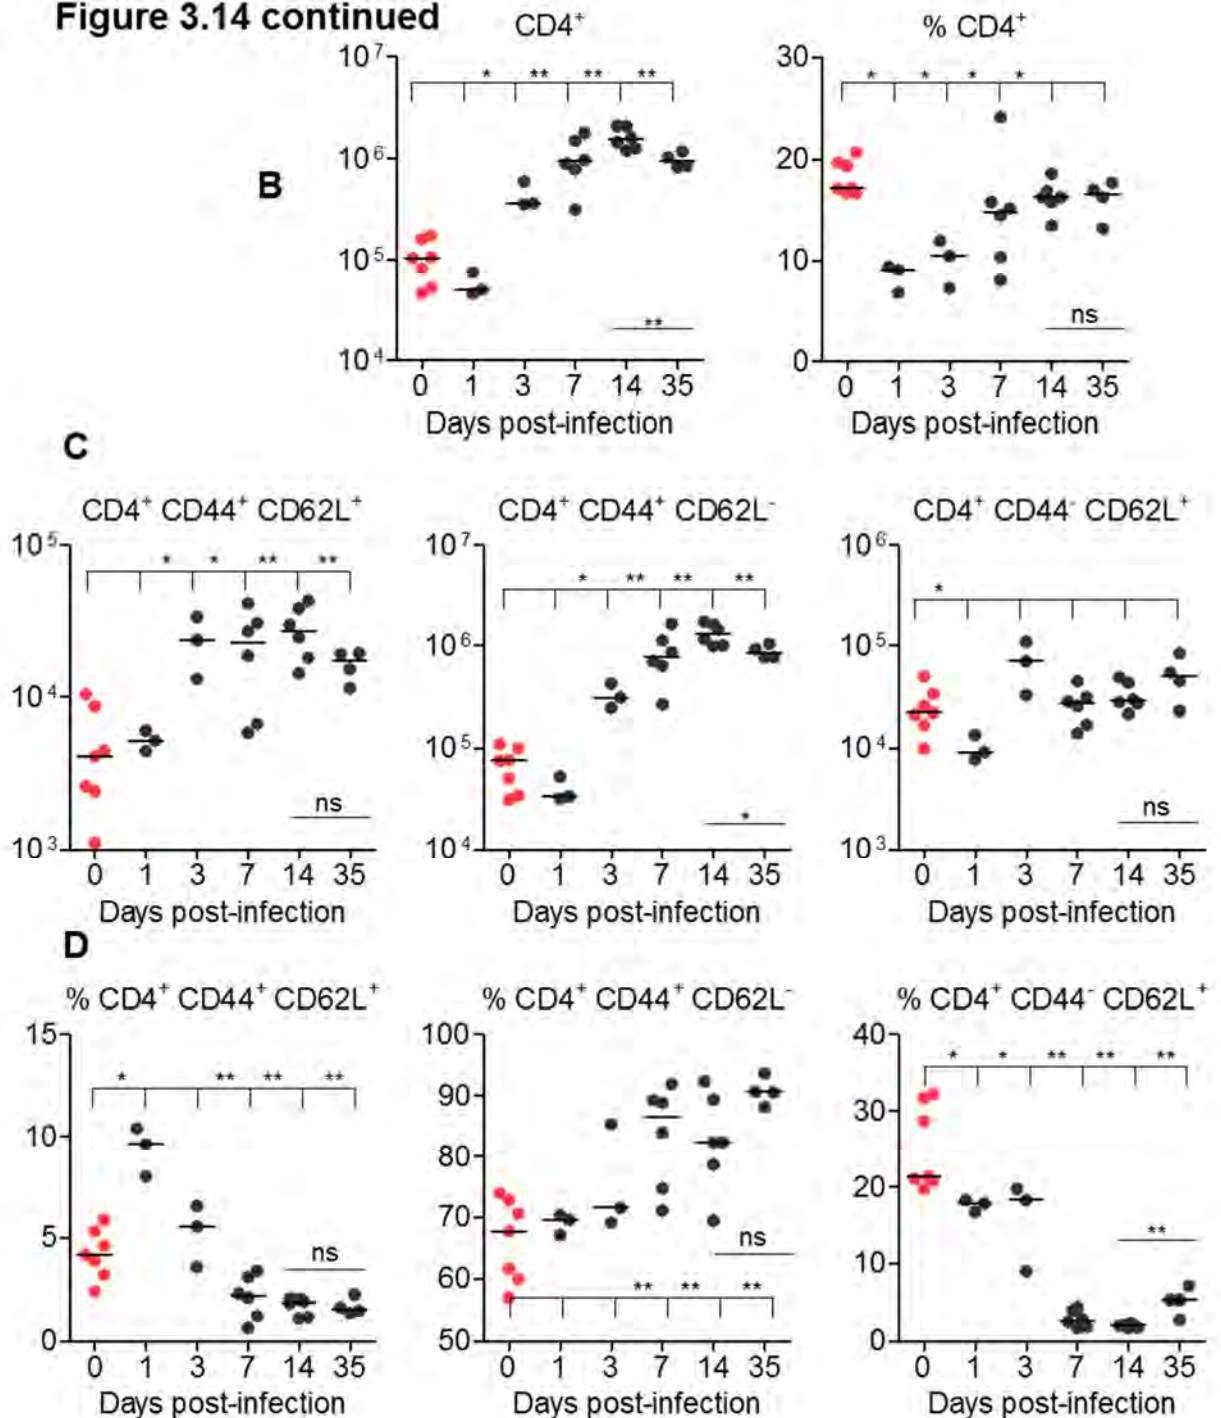 Figure 3.14 continued
B
CD4⁺
10⁷
10⁶
10⁵
10⁴
* ** ** **
**
0 1 3 7 14 35
Days post-infection
% CD4⁺
30
20
10
0
* * * *
ns
0 1 3 7 14 35
Days post-infection
C
CD4⁺ CD44⁺ CD62L⁺
10⁵
10⁴
10³
* * ** **
ns
0 1 3 7 14 35
Days post-infection
CD4⁺ CD44⁺ CD62L⁻
10⁷
10⁶
10⁵
10⁴
* ** ** **
*
0 1 3 7 14 35
Days post-infection
CD4⁺ CD44⁻ CD62L⁺
10⁶
10⁵
10⁴
10³
*
ns
0 1 3 7 14 35
Days post-infection
D
% CD4⁺ CD44⁺ CD62L⁺
15
10
5
0
* ** ** **
ns
0 1 3 7 14 35
Days post-infection
% CD4⁺ CD44⁺ CD62L⁻
100
90
80
70
60
50
ns
** ** **
0 1 3 7 14 35
Days post-infection
% CD4⁺ CD44⁻ CD62L⁺
40
30
20
10
0
* * ** ** **
**
0 1 3 7 14 35
Days post-infection